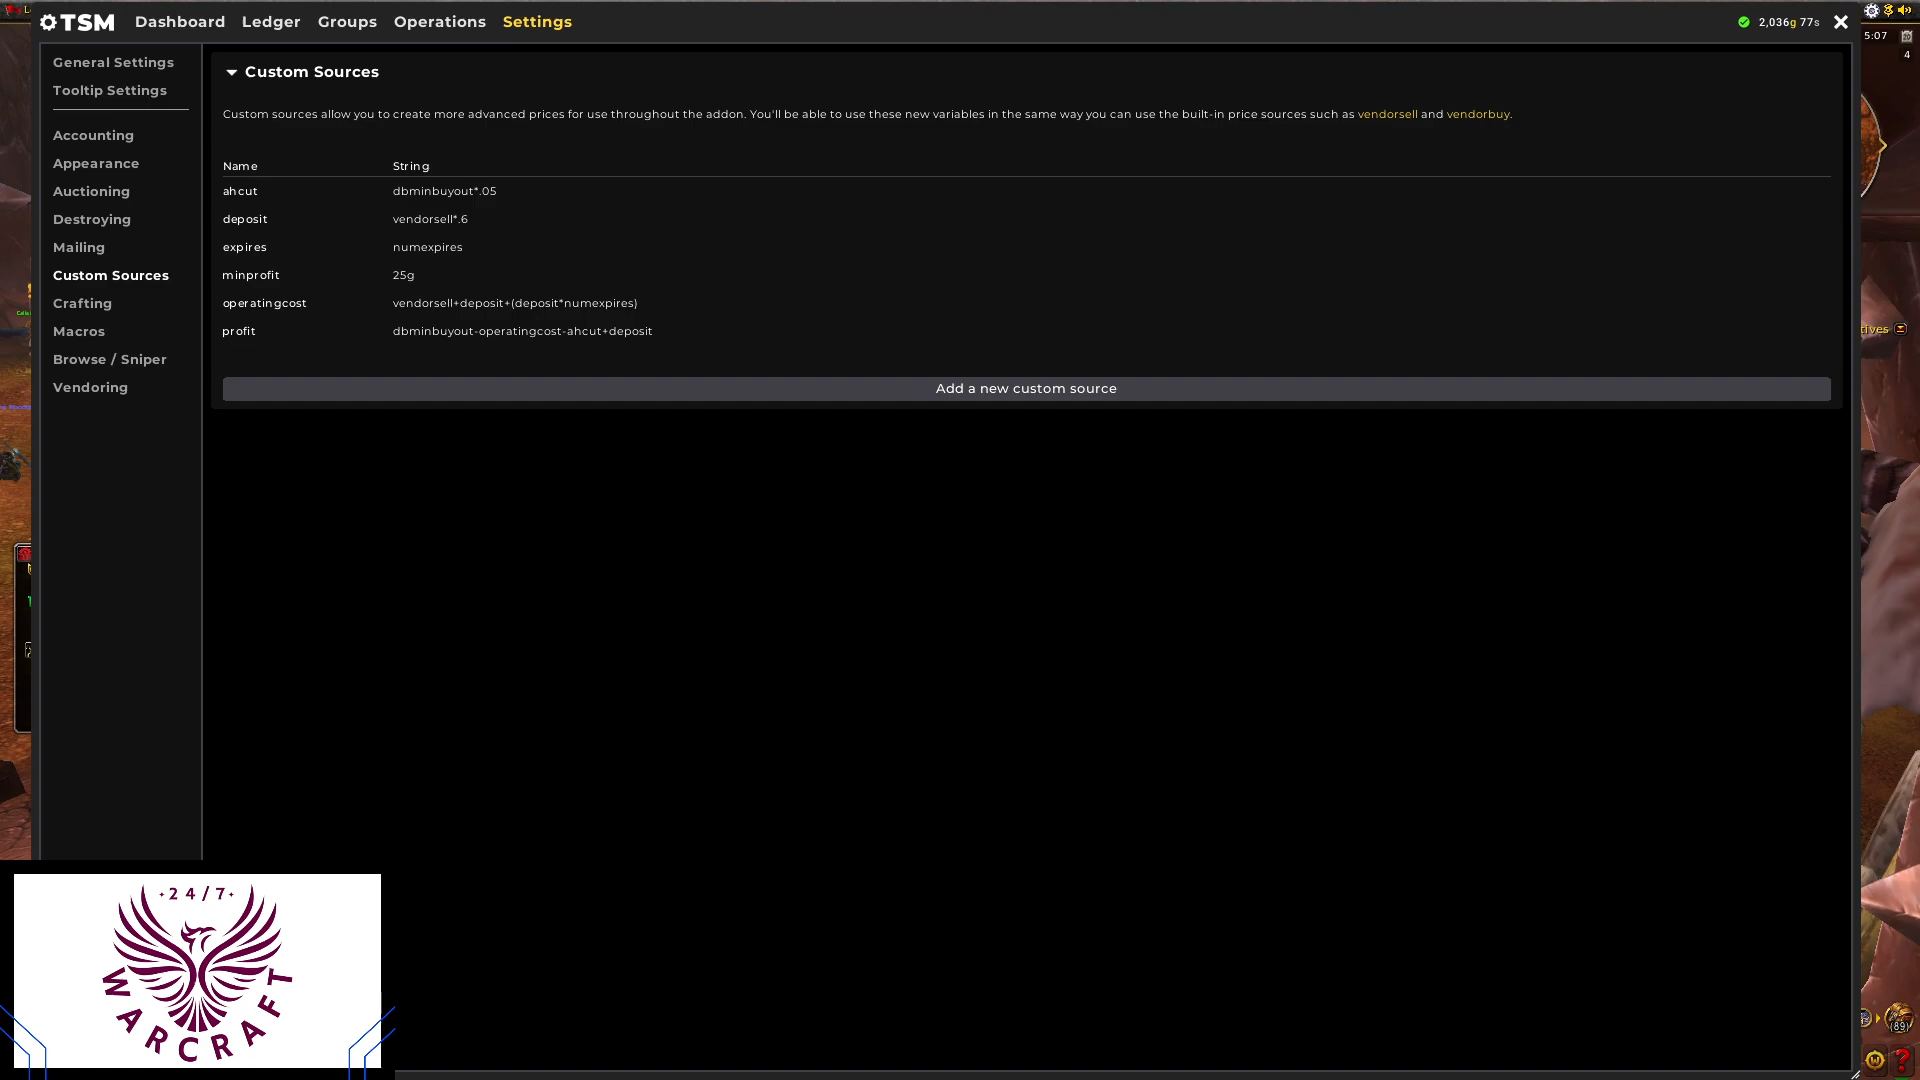 TSM Dashboard Ledger Groups Operations Settings 2,036g 77s
General Settings
Tooltip Settings
Accounting
Appearance
Auctioning
Destroying
Mailing
Custom Sources
Crafting
Macros
Browse / Sniper
Vendoring
Custom Sources
Custom sources allow you to create more advanced prices for use throughout the addon. You'll be able to use these new variables in the same way you can use the built-in price sources such as vendorsell and vendorbuy.
Name String
ahcut dbminbuyout*.05
deposit vendorsell*.6
expires numexpires
minprofit 25g
operatingcost vendorsell+deposit+(deposit*numexpires)
profit dbminbuyout-operatingcost-ahcut+deposit
Add a new custom source
5:07
4
tives
(89)
24/7
WARCRAFT